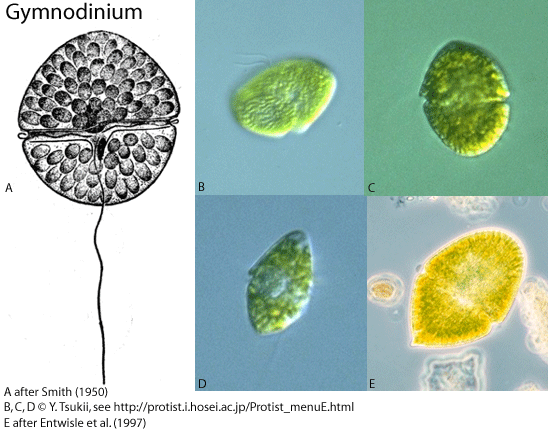 Gymnodinium
A
B
C
D
E
A after Smith (1950)
B, C, D © Y. Tsukii, see http://protist.i.hosei.ac.jp/Protist_menuE.html
E after Entwisle et al. (1997)